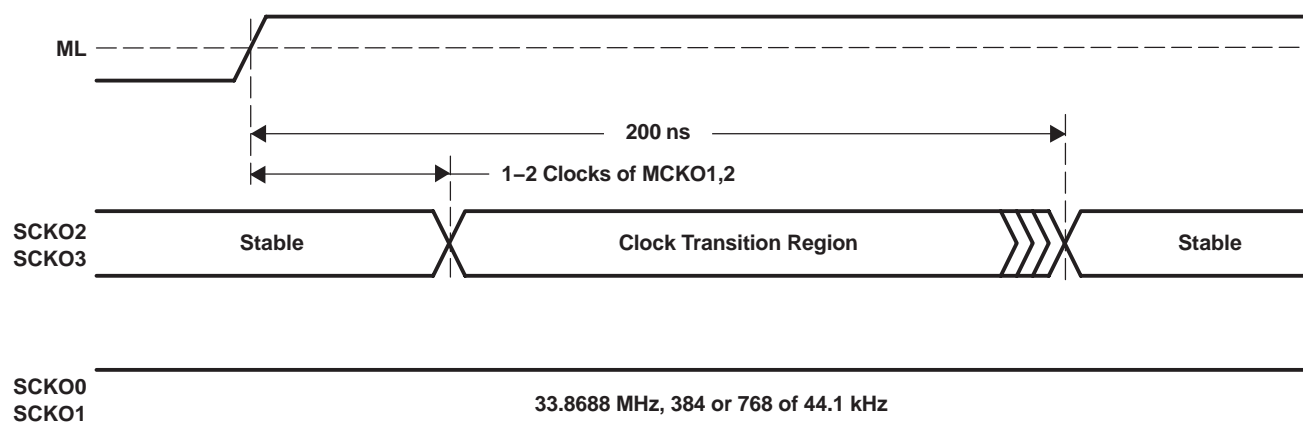 ML
200 ns
1–2 Clocks of MCKO1,2
SCKO2
SCKO3
Stable
Clock Transition Region
Stable
SCKO0
SCKO1
33.8688 MHz, 384 or 768 of 44.1 kHz